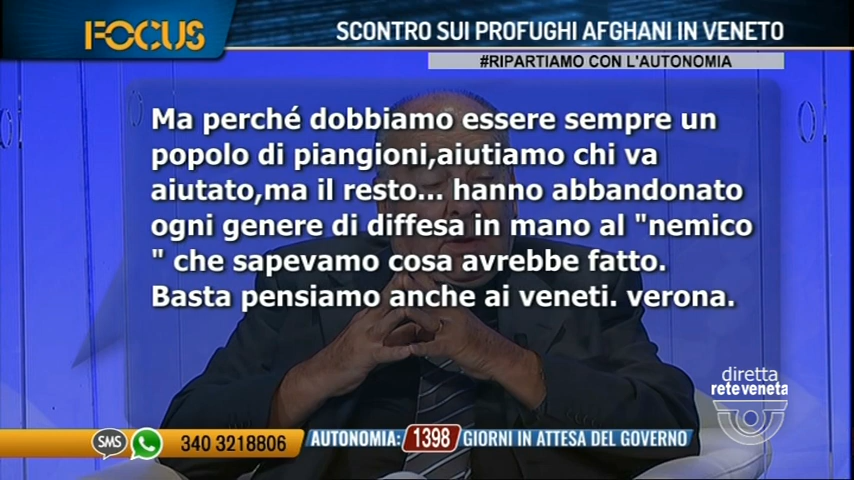 FOCUS
SCONTRO SUI PROFUGHI AFGHANI IN VENETO
#RIPARTIAMO CON L'AUTONOMIA
Ma perché dobbiamo essere sempre un
popolo di piangioni,aiutiamo chi va
aiutato,ma il resto... hanno abbandonato
ogni genere di diffesa in mano al "nemico
" che sapevamo cosa avrebbe fatto.
Basta pensiamo anche ai veneti. verona.
diretta
reteveneta
SMS 340 3218806 AUTONOMIA: 1398 GIORNI IN ATTESA DEL GOVERNO